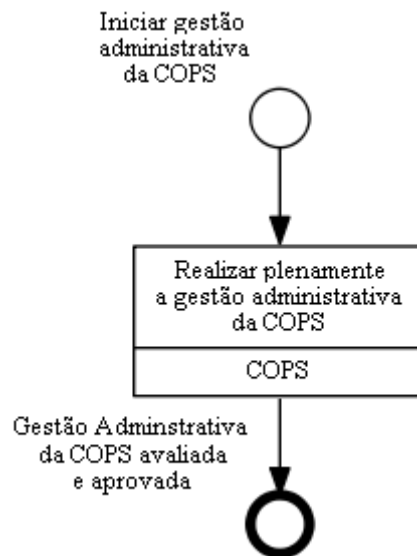 Iniciar gestão
administrativa
da COPS
Realizar plenamente
a gestão administrativa
da COPS
COPS
Gestão Adminstrativa
da COPS avaliada
e aprovada